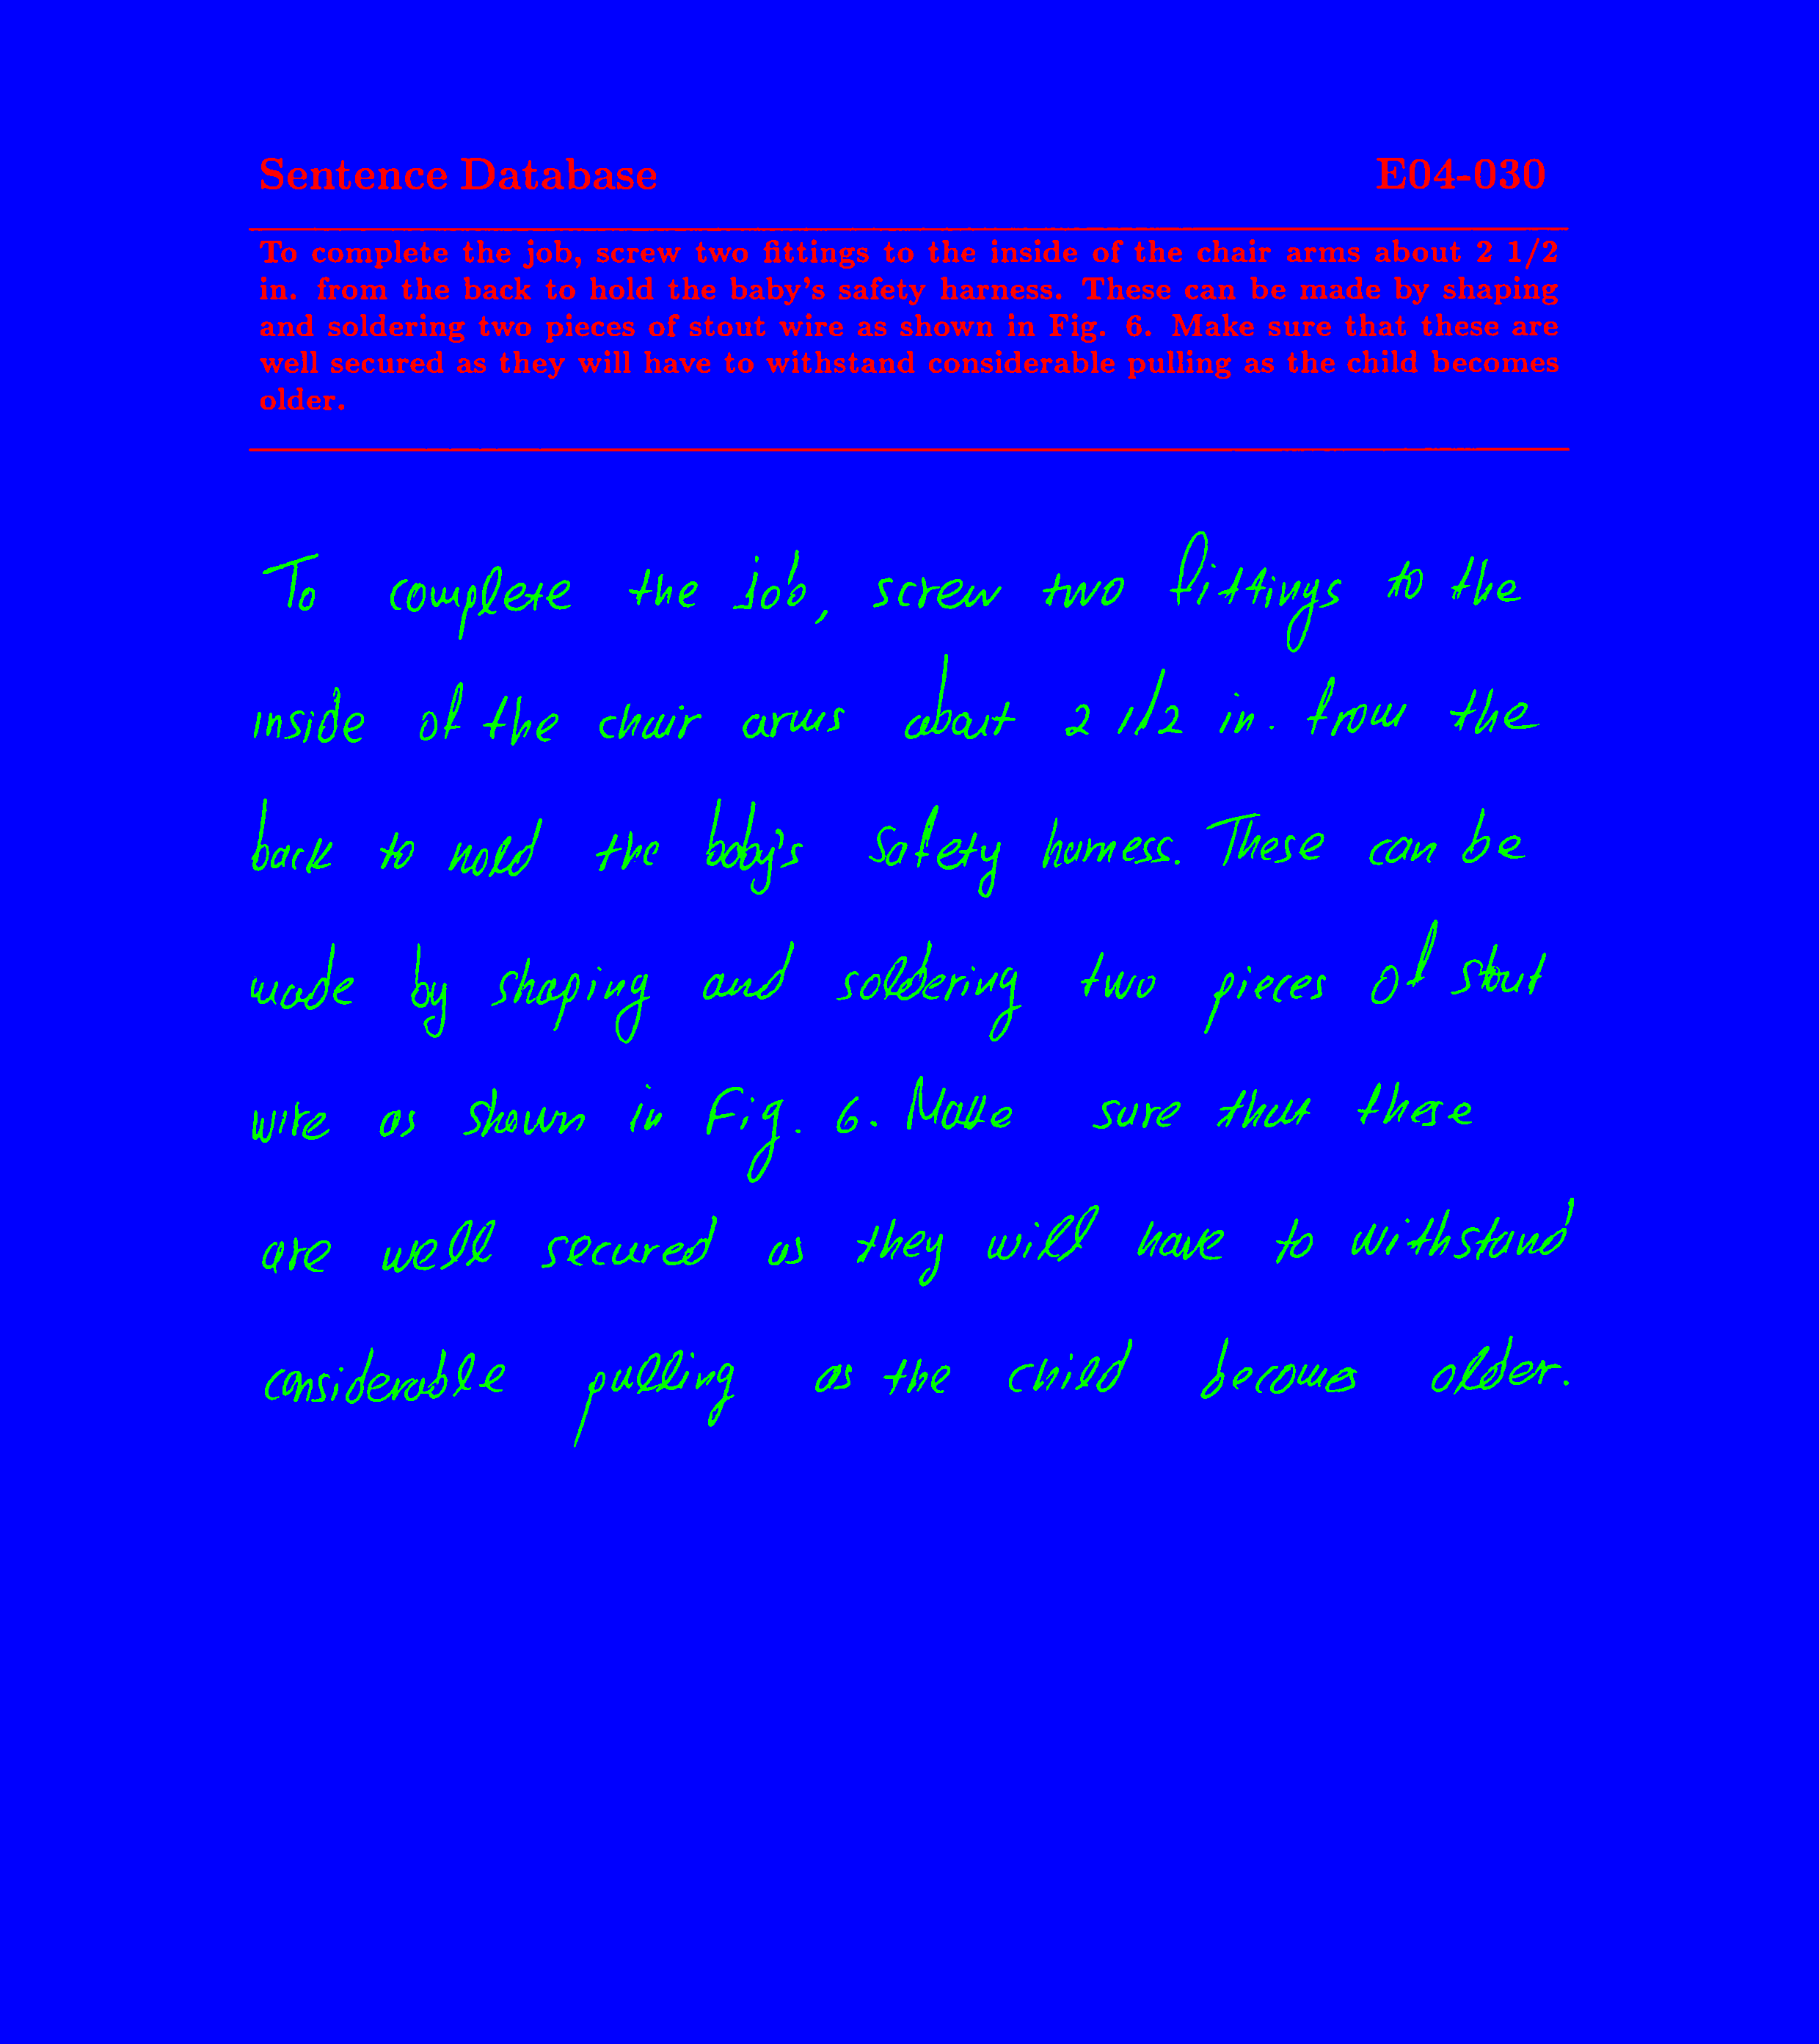 Sentence Database E04-030
To complete the job, screw two fittings to the inside of the chair arms about 2 1/2
in. from the back to hold the baby's safety harness. These can be made by shaping
and soldering two pieces of stout wire as shown in Fig. 6. Make sure that these are
well secured as they will have to withstand considerable pulling as the child becomes
older.
To complete the job, screw two fittings to the
inside of the chair arms about 2 1/2 in. from the
back to hold the baby's safety harness. These can be
made by shaping and soldering two pieces of stout
wire as shown in Fig. 6. Make sure that these
are well secured as they will have to withstand
considerable pulling as the child becomes older.